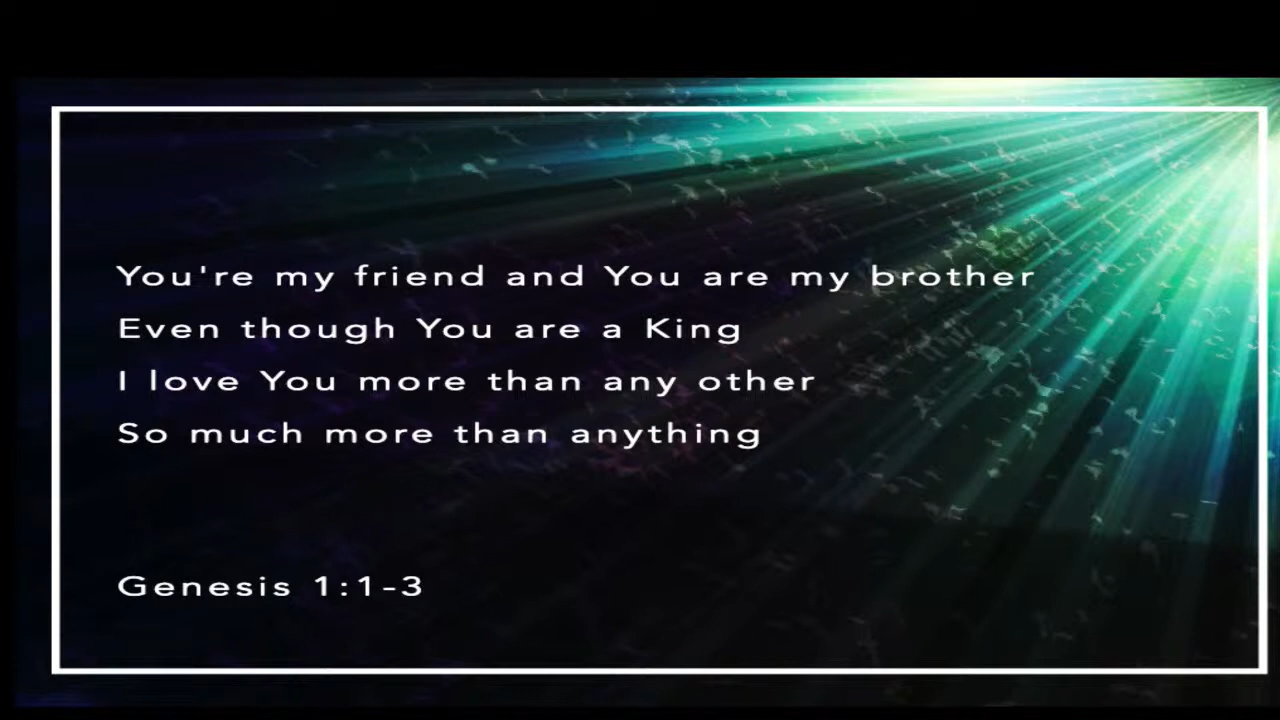 You're my friend and You are my brother
Even though You are a King
I love You more than any other
So much more than anything
Genesis 1:1-3